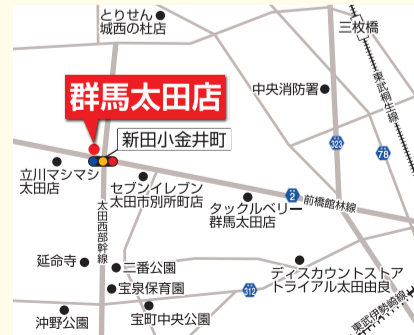 とりせん
城西の杜店
三枚橋
東武桐生線
中央消防署
群馬太田店
新田小金井町
323
78
立川マシマシ
太田店
セブンイレブン
太田市別所町店
2
前橋館林線
タックルベリー
群馬太田店
太田西部幹線
延命寺
三番公園
宝泉保育園
312
ディスカウントストア
トライアル太田由良
沖野公園
宝町中央公園
東武伊勢崎線